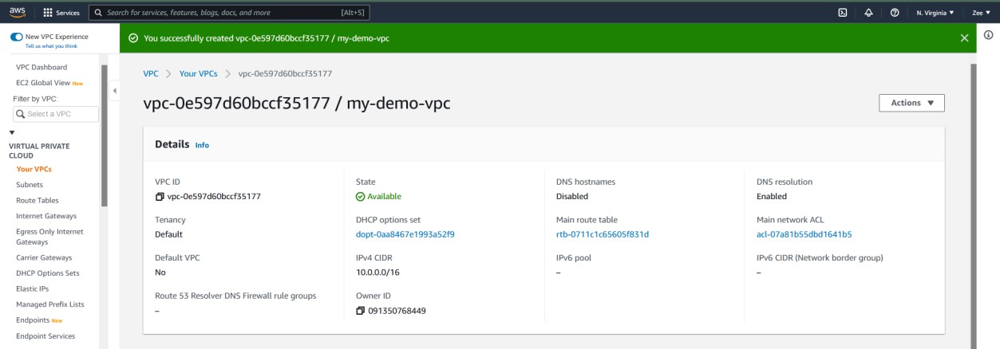 aws
Services
Search for services, features, blogs, docs, and more
[Alt+S]
N. Virginia ▼
Zee ▼
New VPC Experience
Tell us what you think
You successfully created vpc-0e597d60bccf35177 / my-demo-vpc
VPC Dashboard
EC2 Global View New
Filter by VPC:
Select a VPC
VIRTUAL PRIVATE
CLOUD
Your VPCs
Subnets
Route Tables
Internet Gateways
Egress Only Internet
Gateways
Carrier Gateways
DHCP Options Sets
Elastic IPs
Managed Prefix Lists
Endpoints New
Endpoint Services
VPC > Your VPCs > vpc-0e597d60bccf35177
vpc-0e597d60bccf35177 / my-demo-vpc
Actions ▼
Details Info
VPC ID
vpc-0e597d60bccf35177
State
Available
DNS hostnames
Disabled
DNS resolution
Enabled
Tenancy
Default
DHCP options set
dopt-0aa8467e1993a52f9
Main route table
rtb-0711c1c65605f831d
Main network ACL
acl-07a81b55dbd1641b5
Default VPC
No
IPv4 CIDR
10.0.0.0/16
IPv6 pool
–
IPv6 CIDR (Network border group)
–
Route 53 Resolver DNS Firewall rule groups
–
Owner ID
091350768449